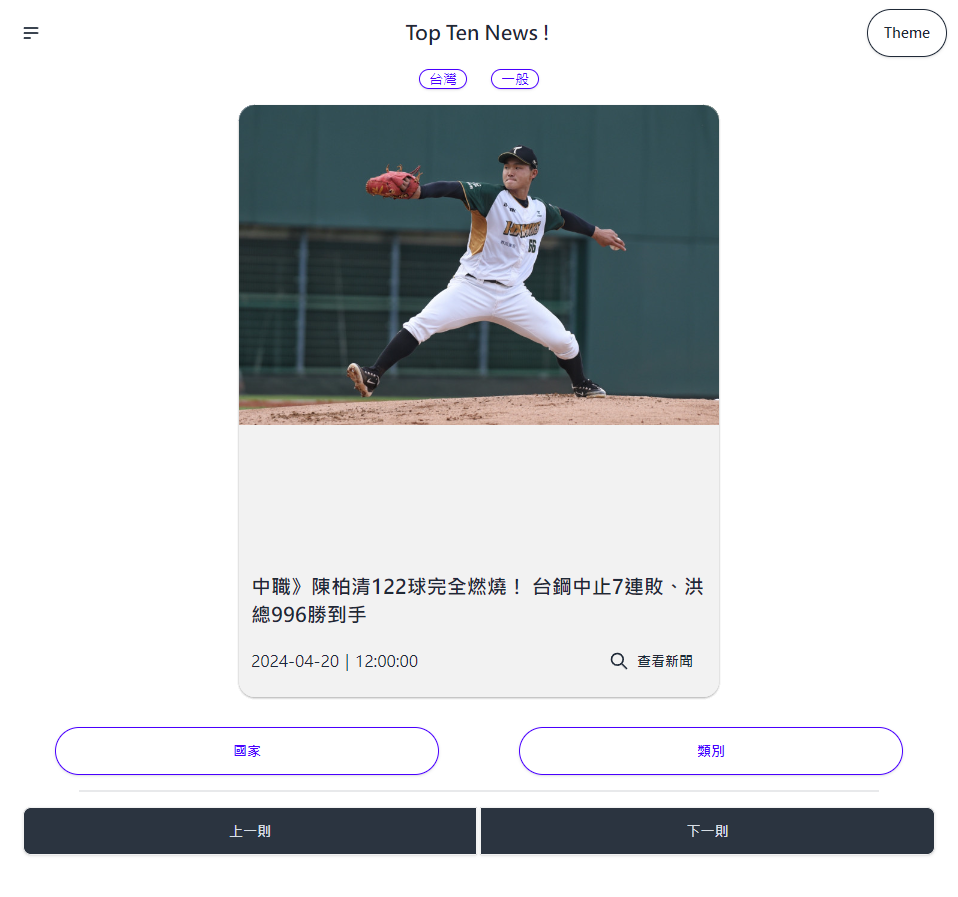 Top Ten News !
Theme
台灣
一般
66
中職》陳柏清122球完全燃燒！ 台鋼中止7連敗、洪
總996勝到手
2024-04-20 | 12:00:00
查看新聞
國家
類別
上一則
下一則